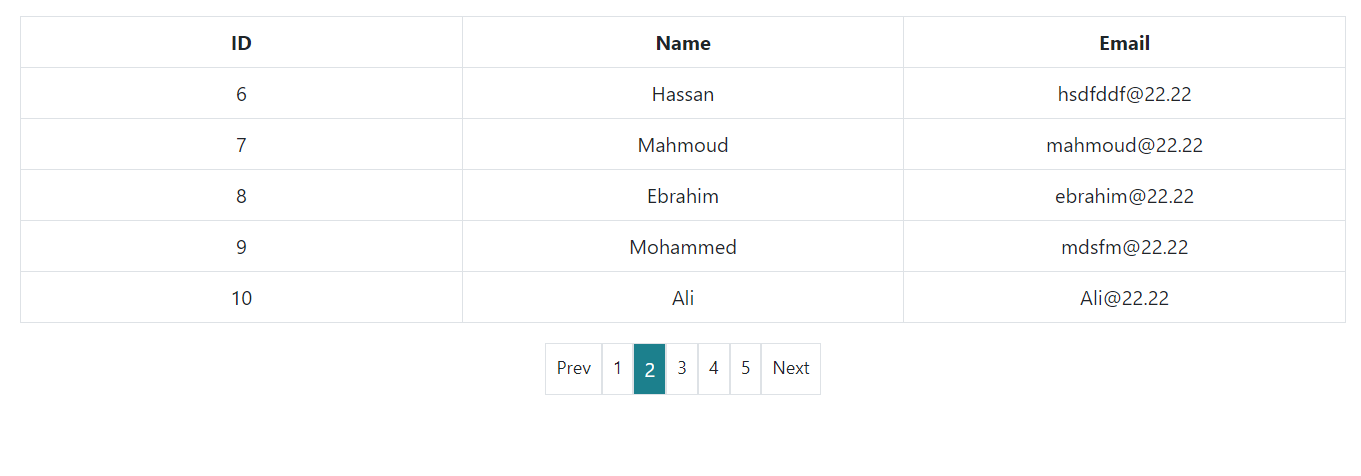 ID Name Email
6 Hassan hsdfddf@22.22
7 Mahmoud mahmoud@22.22
8 Ebrahim ebrahim@22.22
9 Mohammed mdsfm@22.22
10 Ali Ali@22.22
Prev 1 2 3 4 5 Next